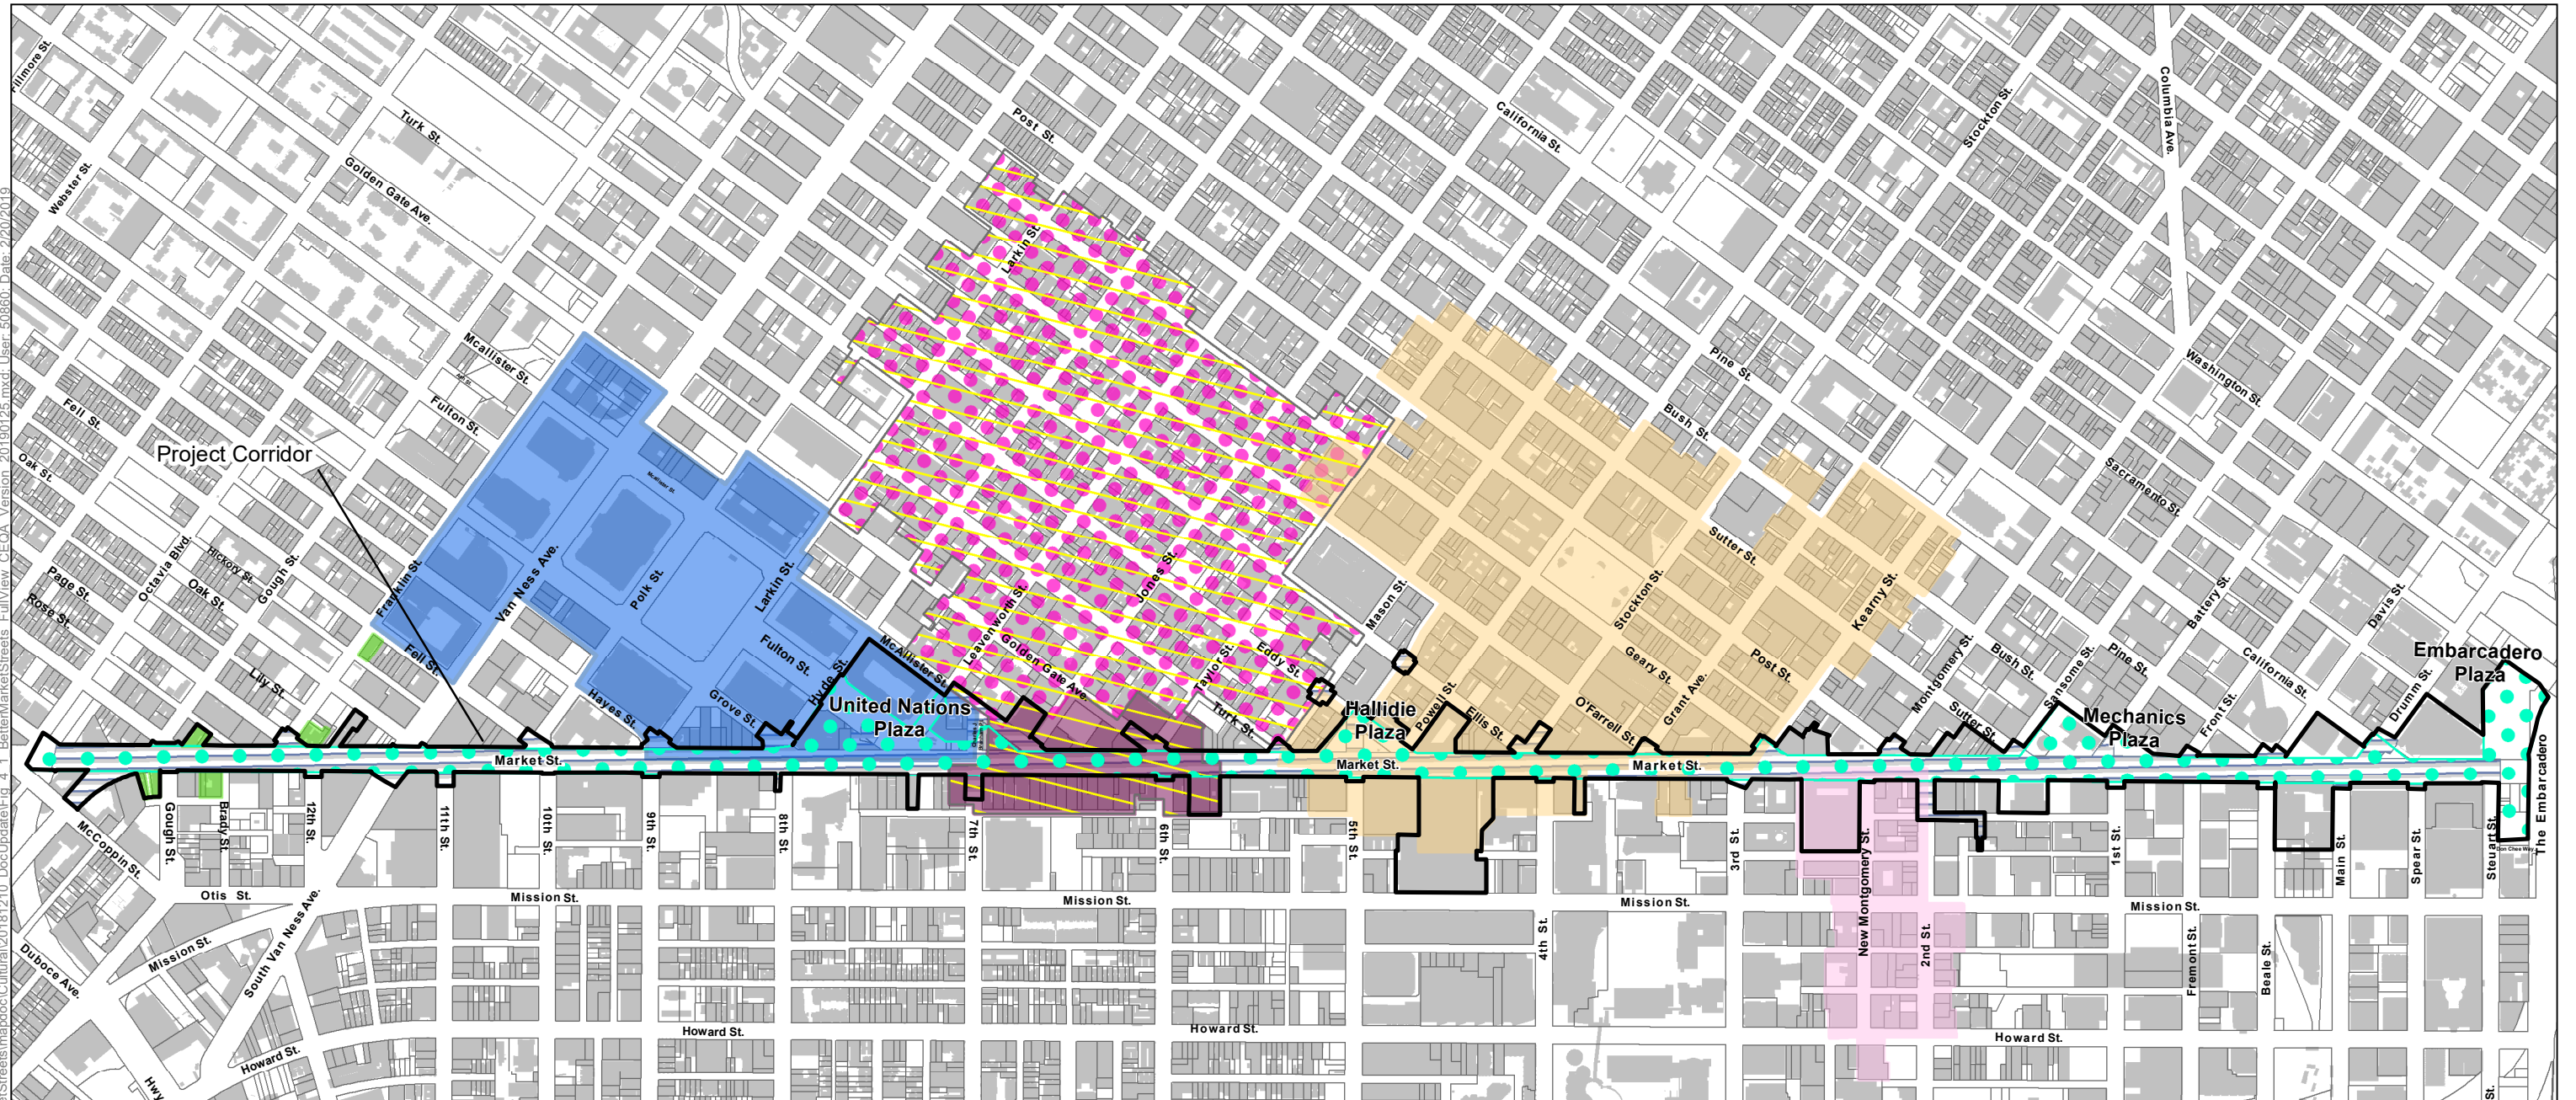 Fillmore St.
Turk St.
Golden Gate Ave.
Webster St.
Post St.
California St.
Stockton St.
Columbia Ave.
Larkin St.
Mcallister St.
Fulton St.
Fell St.
Oak St.
Project Corridor
Pine St.
Bush St.
Washington St.
Sacramento St.
Mcallister St.
Sutter St.
Octavia Blvd.
Hickory St.
Oak St.
Gough St.
Page St.
Rose St.
Franklin St.
Van Ness Ave.
Polk St.
Larkin St.
Jones St.
Leavenworth St.
Mason St.
Stockton St.
Kearny St.
Battery St.
Davis St.
Fell St.
Lily St.
Fulton St.
McAllister St.
Golden Gate Ave.
Taylor St.
Eddy St.
Geary St.
Post St.
Grant Ave.
Montgomery St.
Bush St.
Sansome St.
Pine St.
California St.
Front St.
Drumm St.
Embarcadero
Plaza
Hayes St.
Grove St.
Hyde St.
United Nations
Plaza
Turk St.
Hallidie
Plaza
Powell St.
Ellis St.
O'Farrell St.
Sutter St.
Mechanics
Plaza
Market St.
Market St.
Market St.
The Embarcadero
Gough St.
Brady St.
12th St.
11th St.
10th St.
9th St.
8th St.
7th St.
6th St.
5th St.
3rd St.
New Montgomery St.
1st St.
Main St.
Spear St.
Steuart St.
Don Chee Way
McCoppin St.
Otis St.
Mission St.
Mission St.
Mission St.
Mission St.
Mission St.
South Van Ness Ave.
Duboce Ave.
4th St.
2nd St.
Fremont St.
Beale St.
Howard St.
Howard St.
Howard St.
Howard St.
Hwy
St.